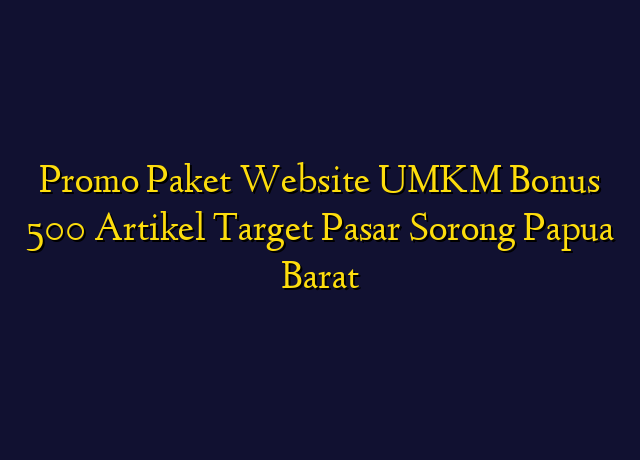 Promo Paket Website UMKM Bonus
500 Artikel Target Pasar Sorong Papua
Barat